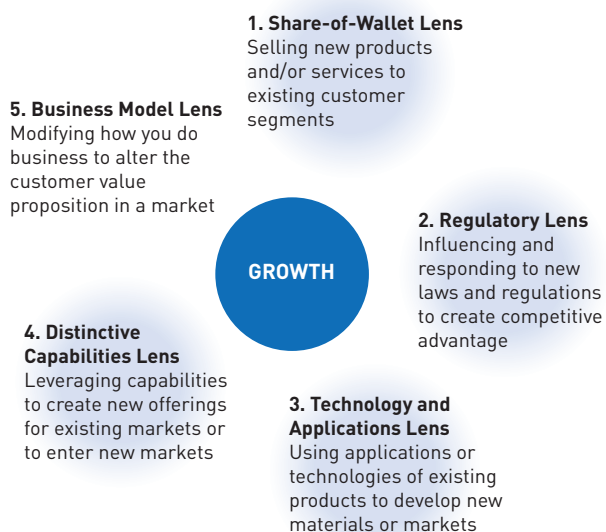 1. Share-of-Wallet Lens
Selling new products
and/or services to
existing customer
segments
5. Business Model Lens
Modifying how you do
business to alter the
customer value
proposition in a market
2. Regulatory Lens
Influencing and
responding to new
laws and regulations
to create competitive
advantage
GROWTH
4. Distinctive
Capabilities Lens
Leveraging capabilities
to create new offerings
for existing markets or
to enter new markets
3. Technology and
Applications Lens
Using applications or
technologies of existing
products to develop new
materials or markets